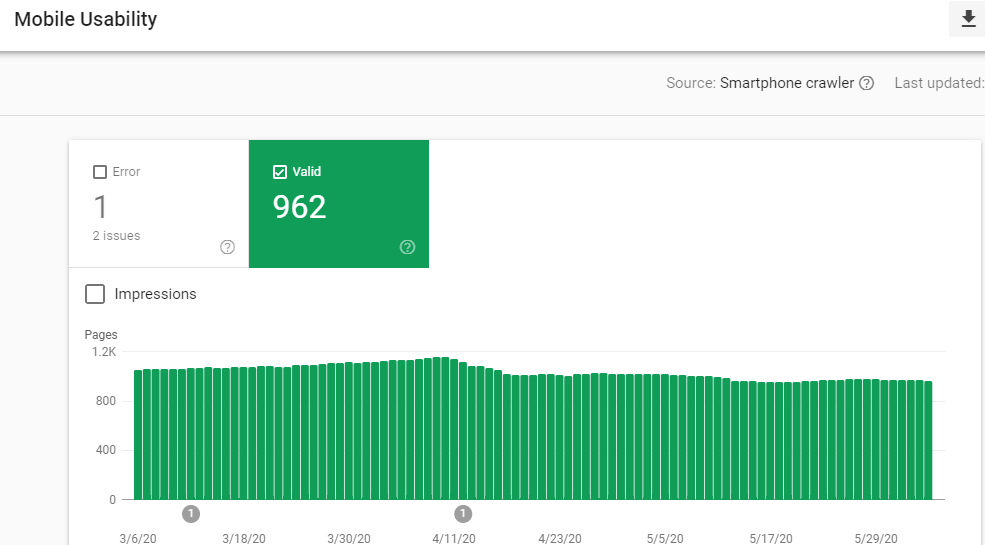 Mobile Usability
Source: Smartphone crawler ? Last updated:
Error
1
2 issues
?
Valid
962
?
Impressions
Pages
1.2K
800
400
0
1 1
3/6/20 3/18/20 3/30/20 4/11/20 4/23/20 5/5/20 5/17/20 5/29/20